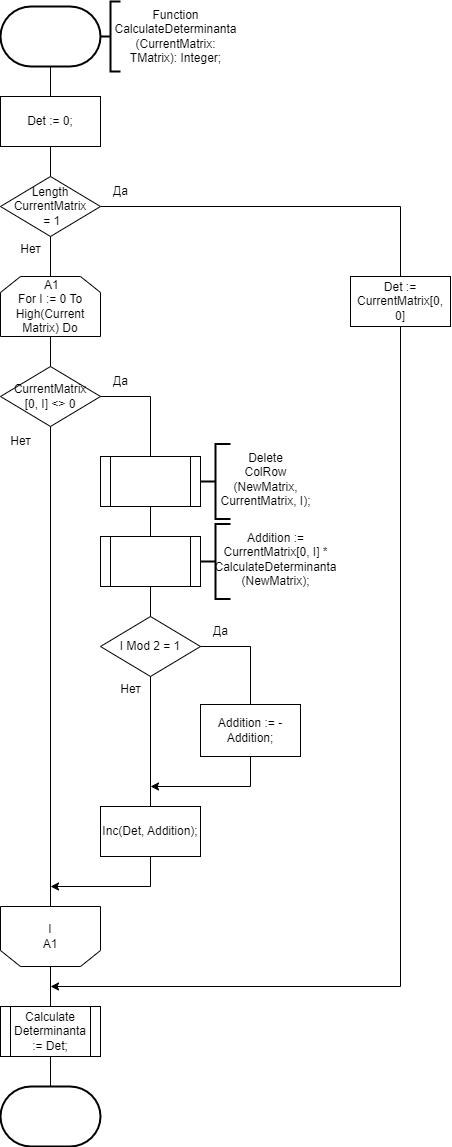 Function
CalculateDeterminanta
(CurrentMatrix:
TMatrix): Integer;
Det := 0;
Length
CurrentMatrix
= 1
Да
Нет
Det :=
CurrentMatrix[0,
0]
A1
For I := 0 To
High(Current
Matrix) Do
CurrentMatrix
[0, I] <> 0
Да
Нет
Delete
ColRow
(NewMatrix,
CurrentMatrix, I);
Addition :=
CurrentMatrix[0, I] *
CalculateDeterminanta
(NewMatrix);
I Mod 2 = 1
Да
Нет
Addition := -
Addition;
Inc(Det, Addition);
I
A1
Calculate
Determinanta
:= Det;